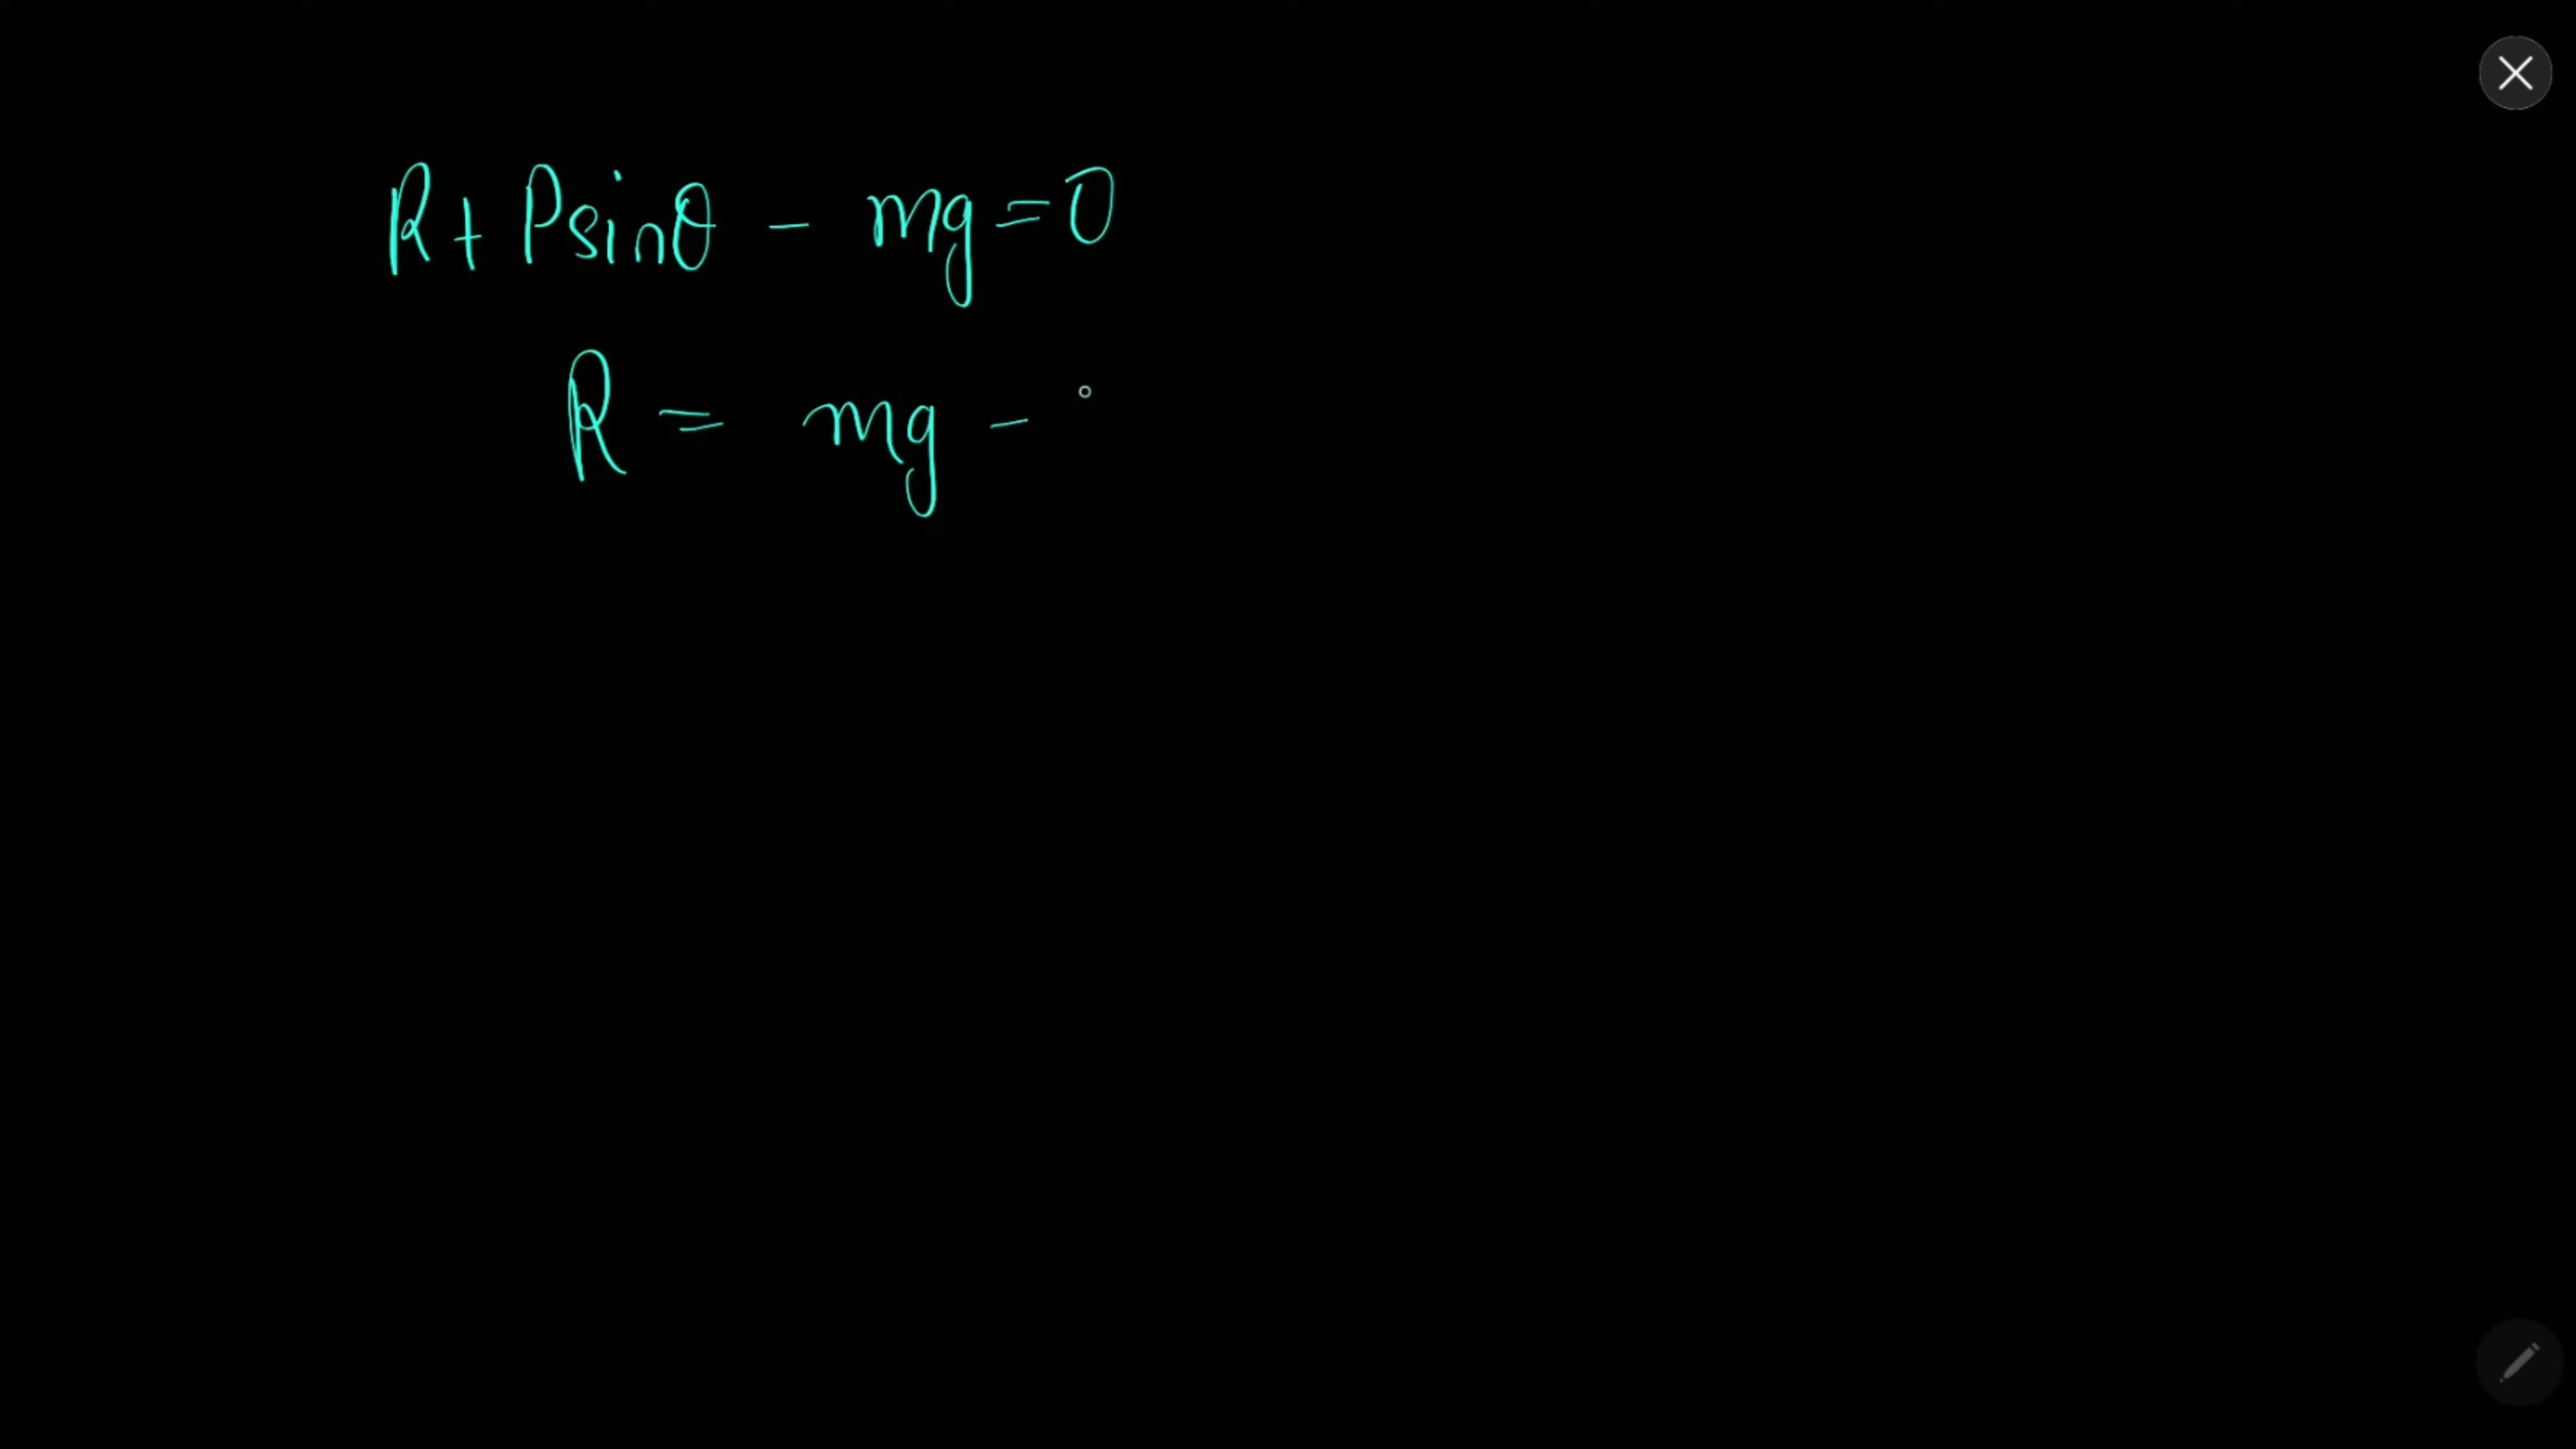 R + Psinθ - mg = 0
R = mg -